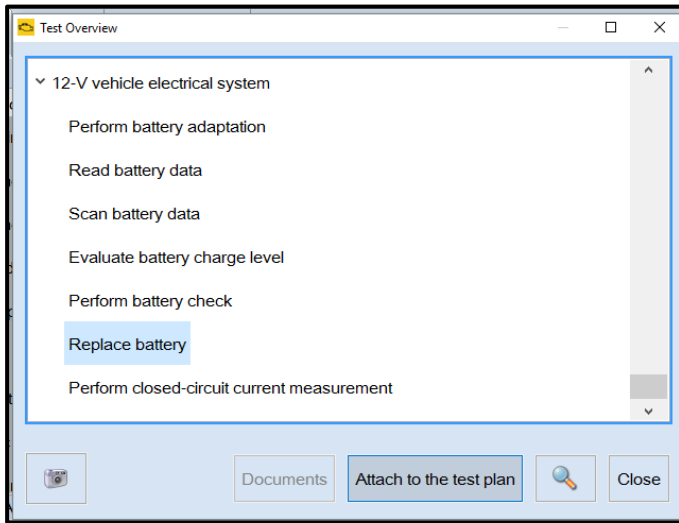 Test Overview
12-V vehicle electrical system
Perform battery adaptation
Read battery data
Scan battery data
Evaluate battery charge level
Perform battery check
Replace battery
Perform closed-circuit current measurement
Documents Attach to the test plan Close